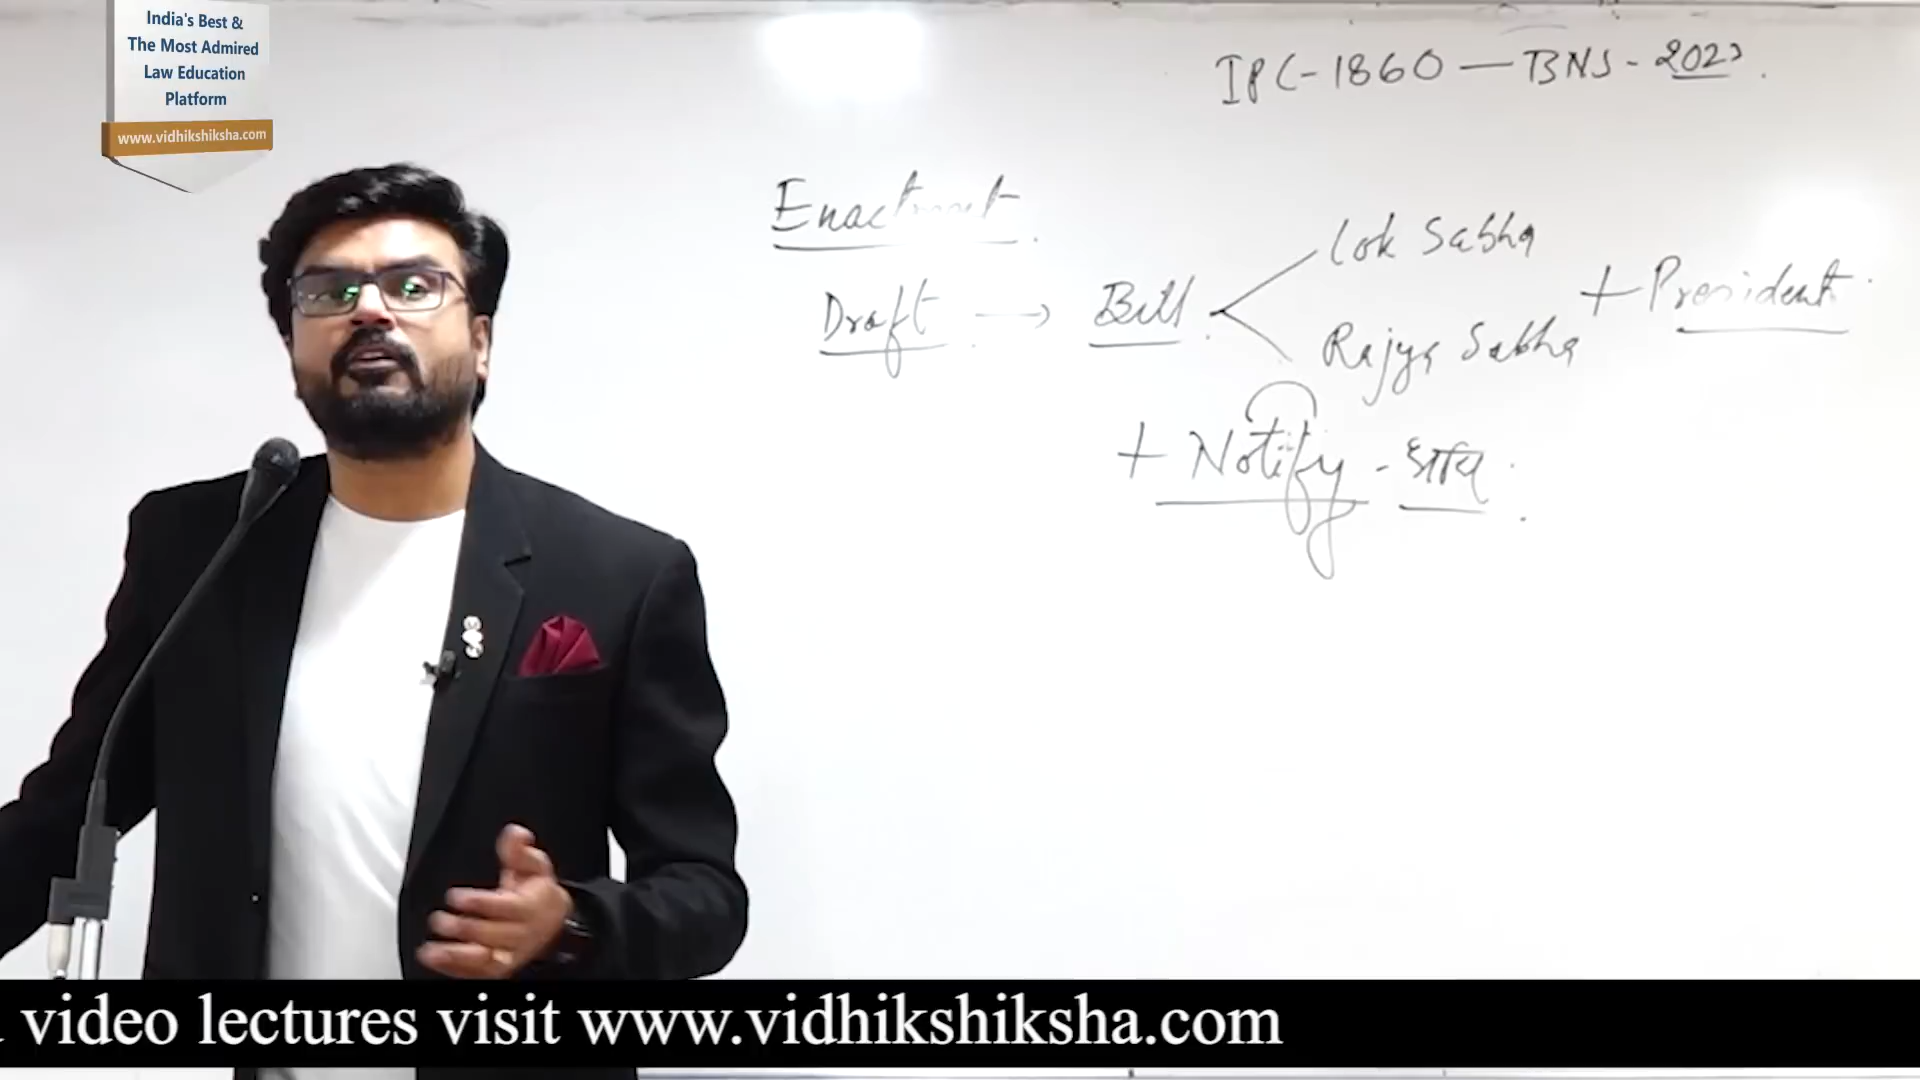 India's Best &
The Most Admired
Law Education
Platform
www.vidhikshiksha.com
IPC-1860 — BNS - 2023.
Enactment.
Draft → Bill
Lok Sabha
Rajya Sabha
+ President.
+ Notify -
video lectures visit www.vidhikshiksha.com